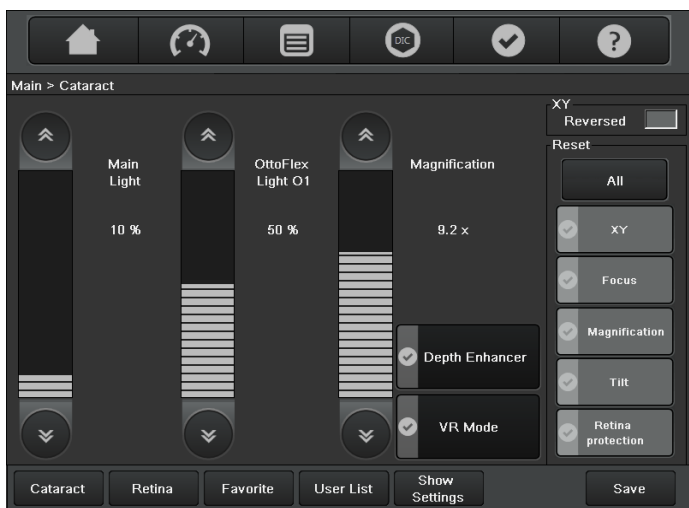 DIC
?
Main > Cataract
XY
Reversed
Reset
Main
Light
OttoFlex
Light O1
Magnification
All
10 %
50 %
9.2 x
XY
Focus
Magnification
Depth Enhancer
Tilt
VR Mode
Retina
protection
Cataract
Retina
Favorite
User List
Show
Settings
Save